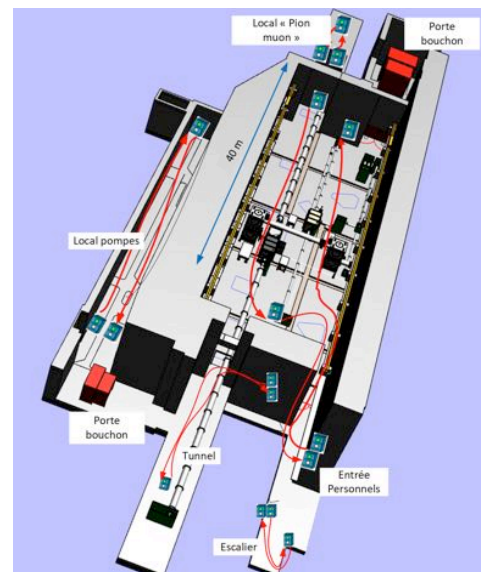 Local « Pion
muon »
Porte
bouchon
40 m
Local pompes
Porte
bouchon
Tunnel
Entrée
Personnels
Escalier